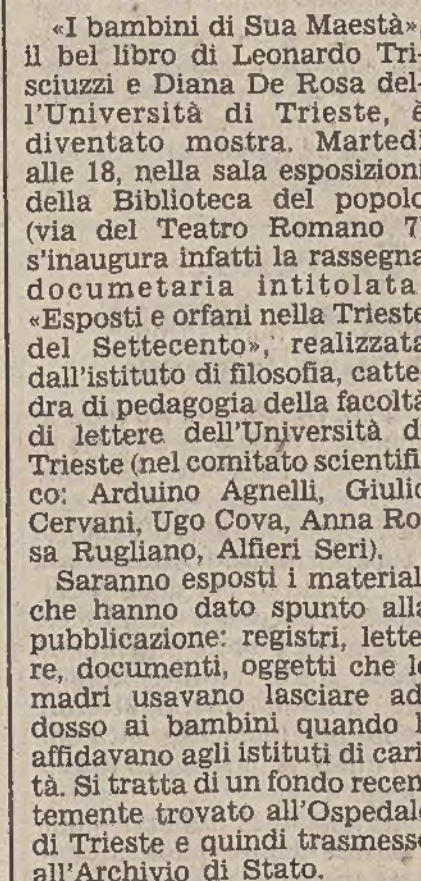 «I bambini di Sua Maestà»,
il bel libro di Leonardo Tri-
sciuzzi e Diana De Rosa del-
l'Università di Trieste, è
diventato mostra. Martedì
alle 18, nella sala esposizioni
della Biblioteca del popolo
(via del Teatro Romano 7)
s'inaugura infatti la rassegna
documetaria intitolata
«Esposti e orfani nella Trieste
del Settecento», realizzata
dall'istituto di filosofia, catte-
dra di pedagogia della facoltà
di lettere dell'Università di
Trieste (nel comitato scientifi-
co: Arduino Agnelli, Giulio
Cervani, Ugo Cova, Anna Ro-
sa Rugliano, Alfieri Seri).
Saranno esposti i materiali
che hanno dato spunto alla
pubblicazione: registri, lette-
re, documenti, oggetti che le
madri usavano lasciare ad-
dosso ai bambini quando li
affidavano agli istituti di cari-
tà. Si tratta di un fondo recen-
temente trovato all'Ospedale
di Trieste e quindi trasmesso
all'Archivio di Stato.